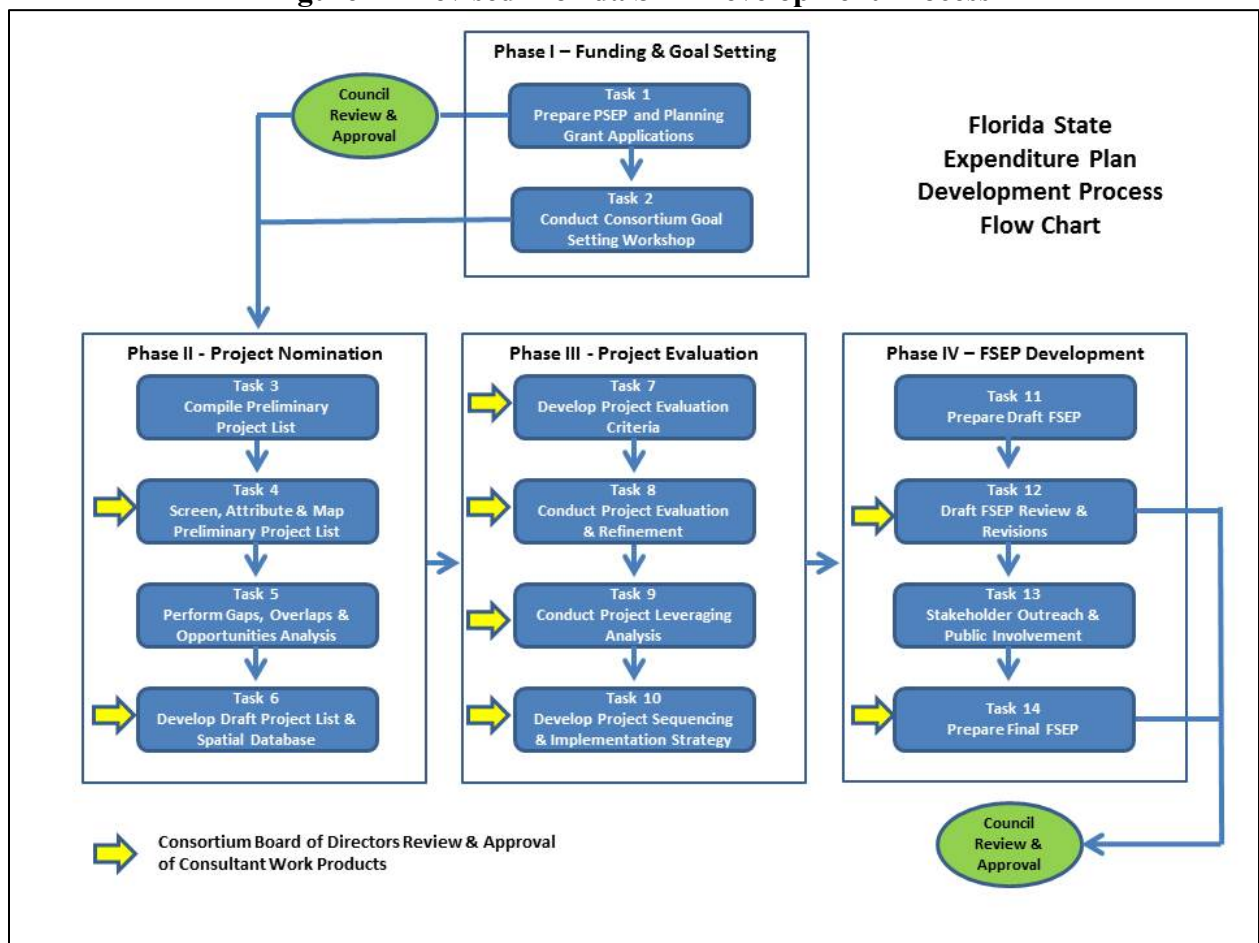 Phase I – Funding & Goal Setting
Council
Review &
Approval
Task 1
Prepare PSEP and Planning
Grant Applications
Task 2
Conduct Consortium Goal
Setting Workshop
Florida State
Expenditure Plan
Development Process
Flow Chart
Phase II - Project Nomination
Task 3
Compile Preliminary
Project List
Task 4
Screen, Attribute & Map
Preliminary Project List
Task 5
Perform Gaps, Overlaps &
Opportunities Analysis
Task 6
Develop Draft Project List &
Spatial Database
Phase III - Project Evaluation
Task 7
Develop Project Evaluation
Criteria
Task 8
Conduct Project Evaluation
& Refinement
Task 9
Conduct Project Leveraging
Analysis
Task 10
Develop Project Sequencing
& Implementation Strategy
Phase IV – FSEP Development
Task 11
Prepare Draft FSEP
Task 12
Draft FSEP Review &
Revisions
Task 13
Stakeholder Outreach &
Public Involvement
Task 14
Prepare Final FSEP
Consortium Board of Directors Review & Approval
of Consultant Work Products
Council
Review &
Approval